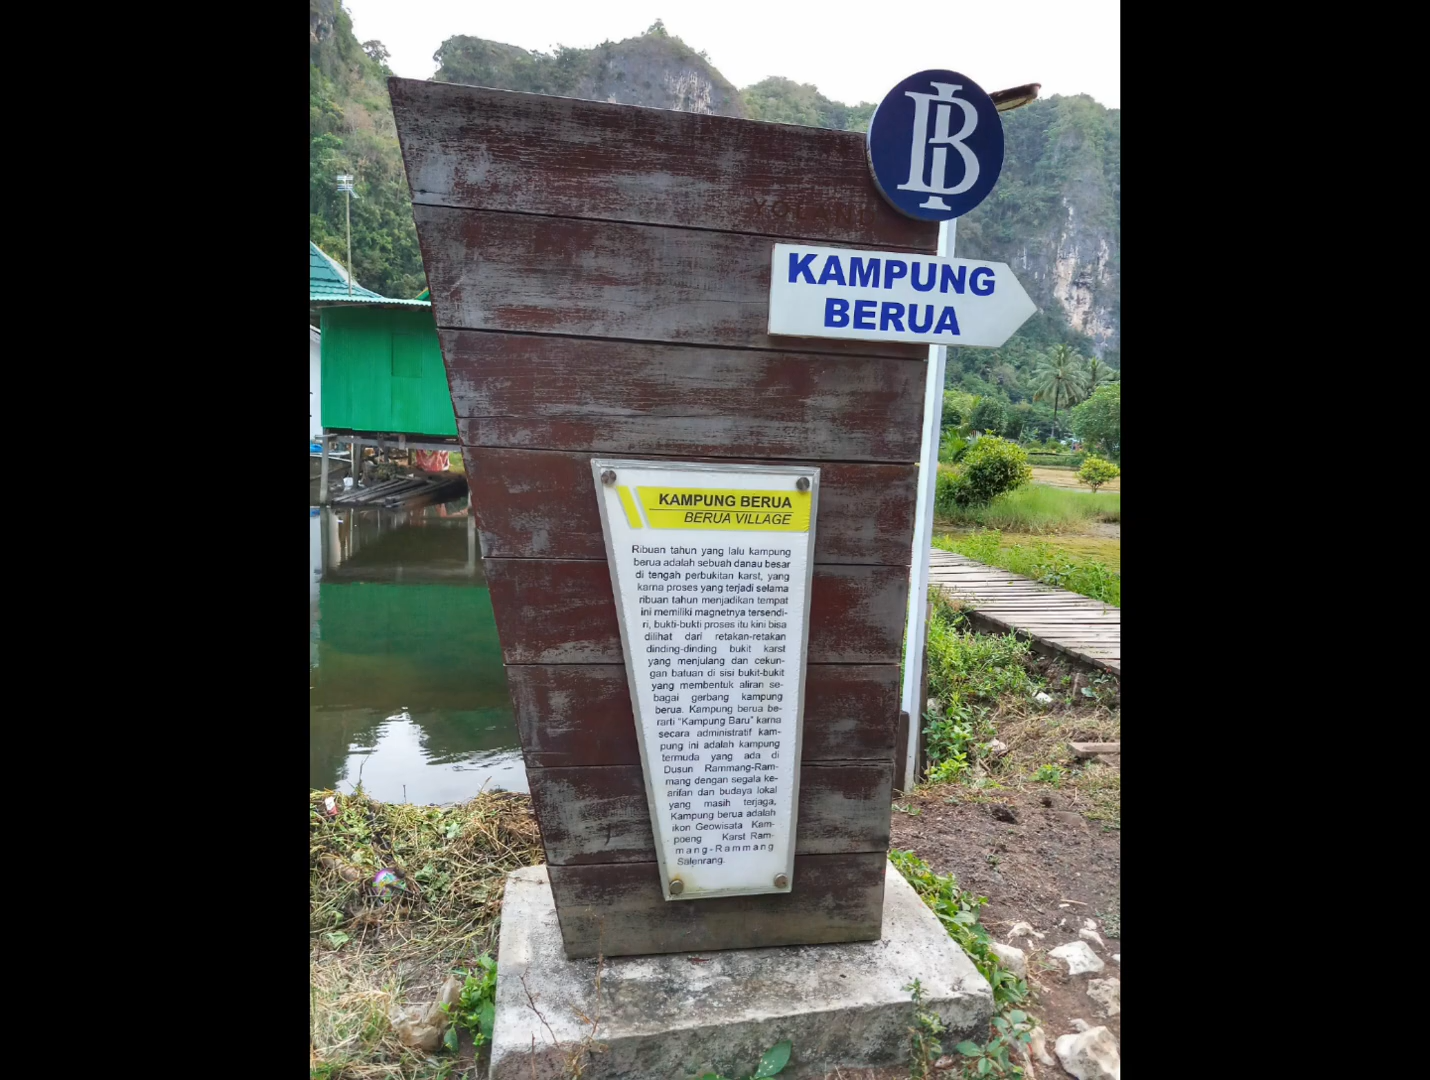 BI
KAMPUNG
BERUA
KAMPUNG BERUA
BERUA VILLAGE
Ribuan tahun yang lalu kampung
berua adalah sebuah danau besar
di tengah perbukitan karst, yang
karna proses yang terjadi selama
ribuan tahun menjadikan tempat
ini memiliki magnetnya tersendi-
ri, bukti-bukti proses itu kini bisa
dilihat dari retakan-retakan
dinding-dinding bukit karst
yang menjulang dan cekun-
gan batuan di sisi bukit-bukit
yang membentuk aliran se-
bagai gerbang kampung
berua. Kampung berua be-
rarti "Kampung Baru" karna
secara administratif kam-
pung ini adalah kampung
termuda yang ada di
Dusun Rammang-Ram-
mang dengan segala ke-
arifan dan budaya lokal
yang masih terjaga,
Kampung berua adalah
ikon Geowisata Kam-
poeng Karst Ram-
mang-Rammang
Salenrang.